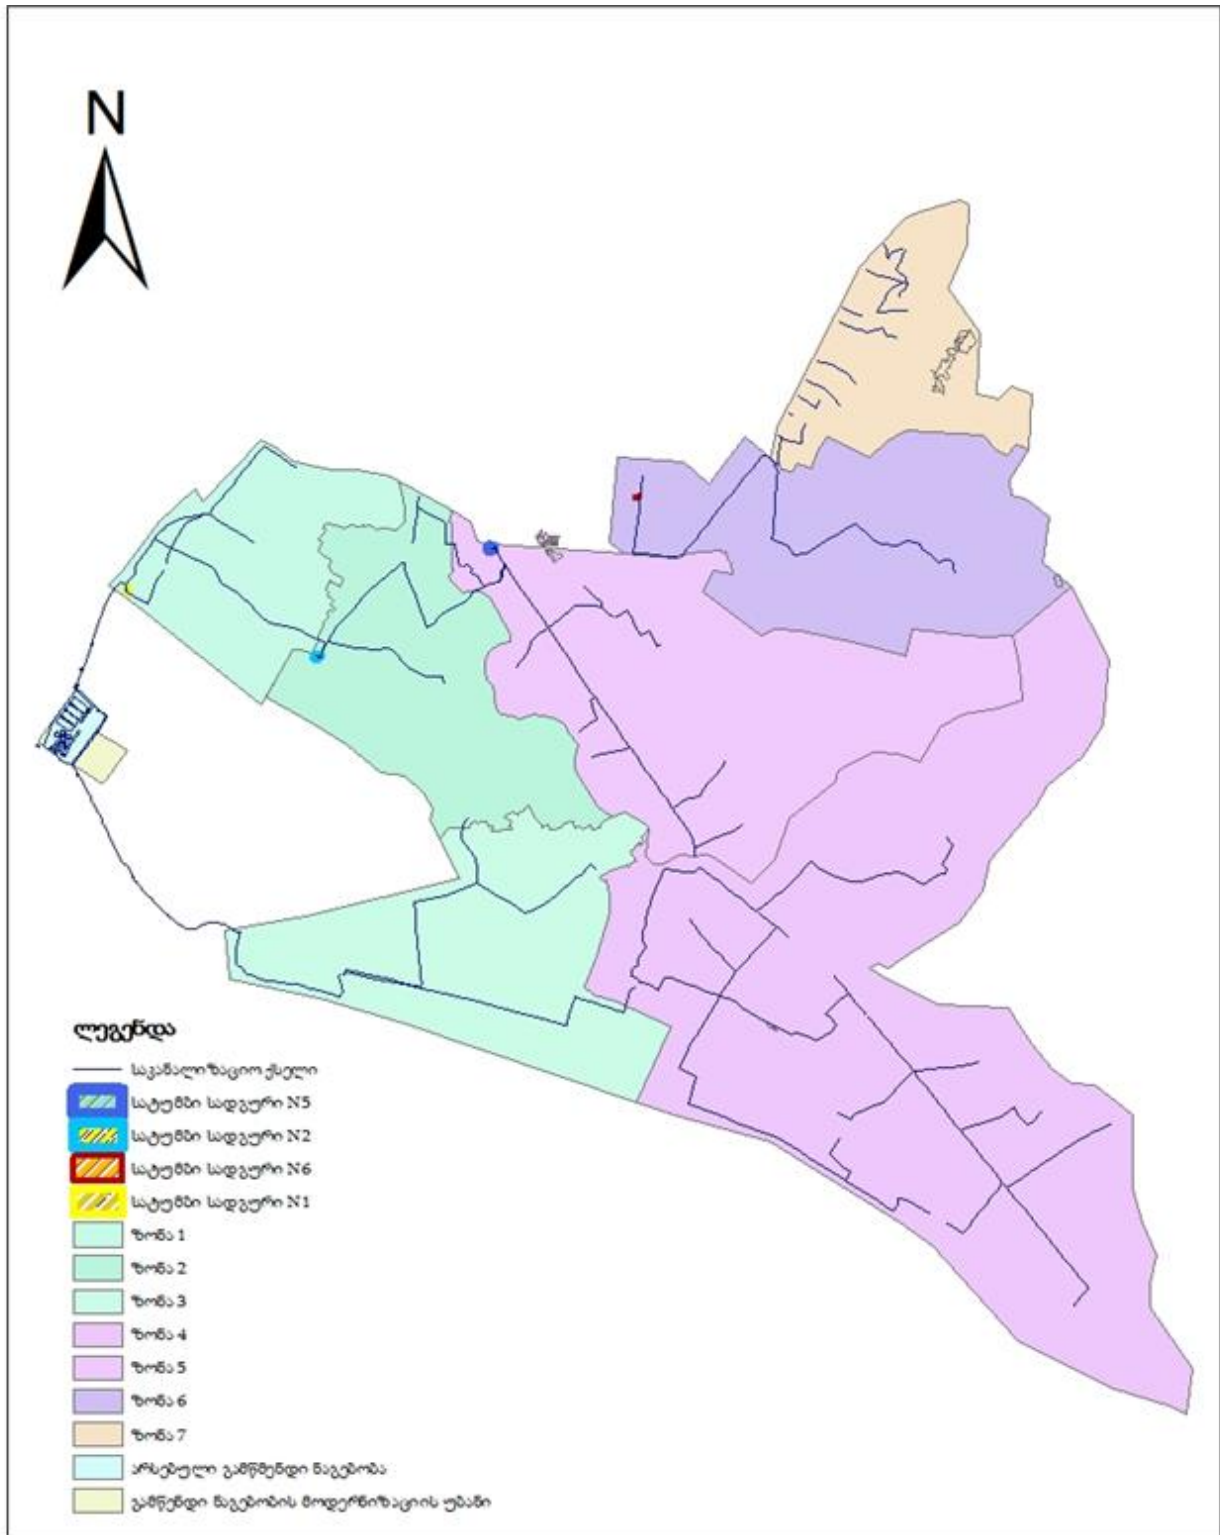 N
ლეგენდა
საკანალიზაციო ქსელი
სატუმბი სადგური N5
სატუმბი სადგური N2
სატუმბი სადგური N6
სატუმბი სადგური N1
ზონა 1
ზონა 2
ზონა 3
ზონა 4
ზონა 5
ზონა 6
ზონა 7
არსებული გამწმენდი ნაგებობა
გამწენდი ნაგებობის მოდერნიზაციის უბანი